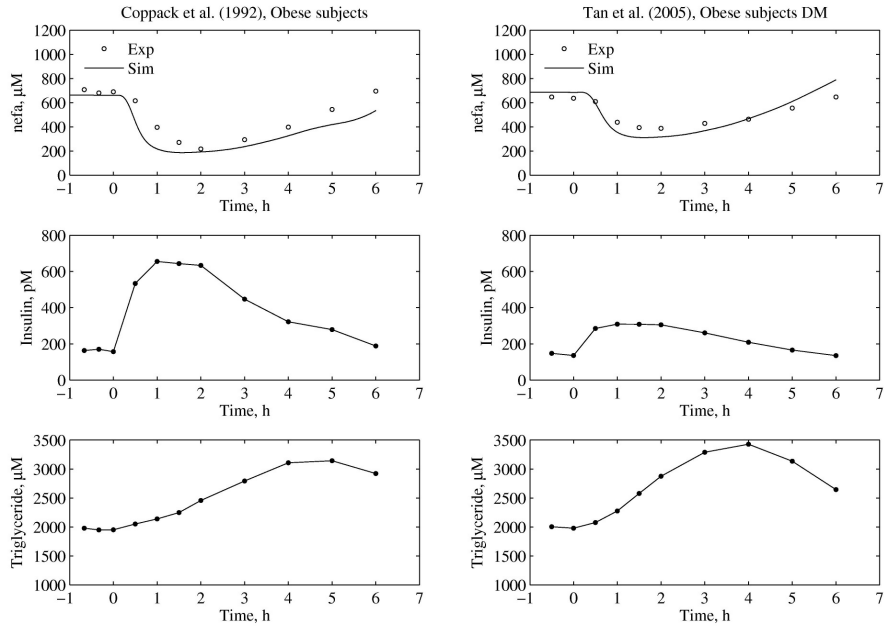 Coppack et al. (1992), Obese subjects
1200
1000
800
600
400
200
0
nefa, μM
Exp
Sim
−1 0 1 2 3 4 5 6 7
Time, h
Tan et al. (2005), Obese subjects DM
1200
1000
800
600
400
200
0
nefa, μM
Exp
Sim
−1 0 1 2 3 4 5 6 7
Time, h
800
600
400
200
0
Insulin, pM
−1 0 1 2 3 4 5 6 7
Time, h
800
600
400
200
0
Insulin, pM
−1 0 1 2 3 4 5 6 7
Time, h
3500
3000
2500
2000
1500
1000
Triglyceride, μM
−1 0 1 2 3 4 5 6 7
Time, h
3500
3000
2500
2000
1500
1000
Triglyceride, μM
−1 0 1 2 3 4 5 6 7
Time, h